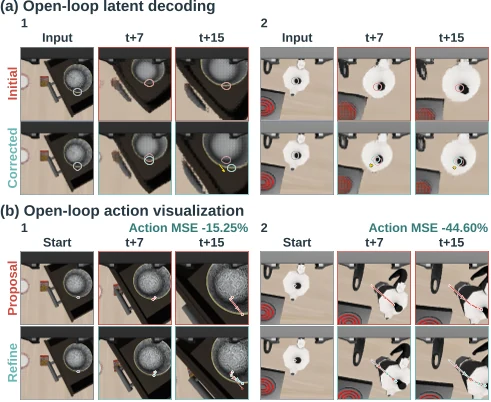 (a) Open-loop latent decoding
1
Input t+7 t+15
2
Input t+7 t+15
Initial
Corrected
(b) Open-loop action visualization
1
Action MSE -15.25%
Start t+7 t+15
2
Action MSE -44.60%
Start t+7 t+15
Proposal
Refine